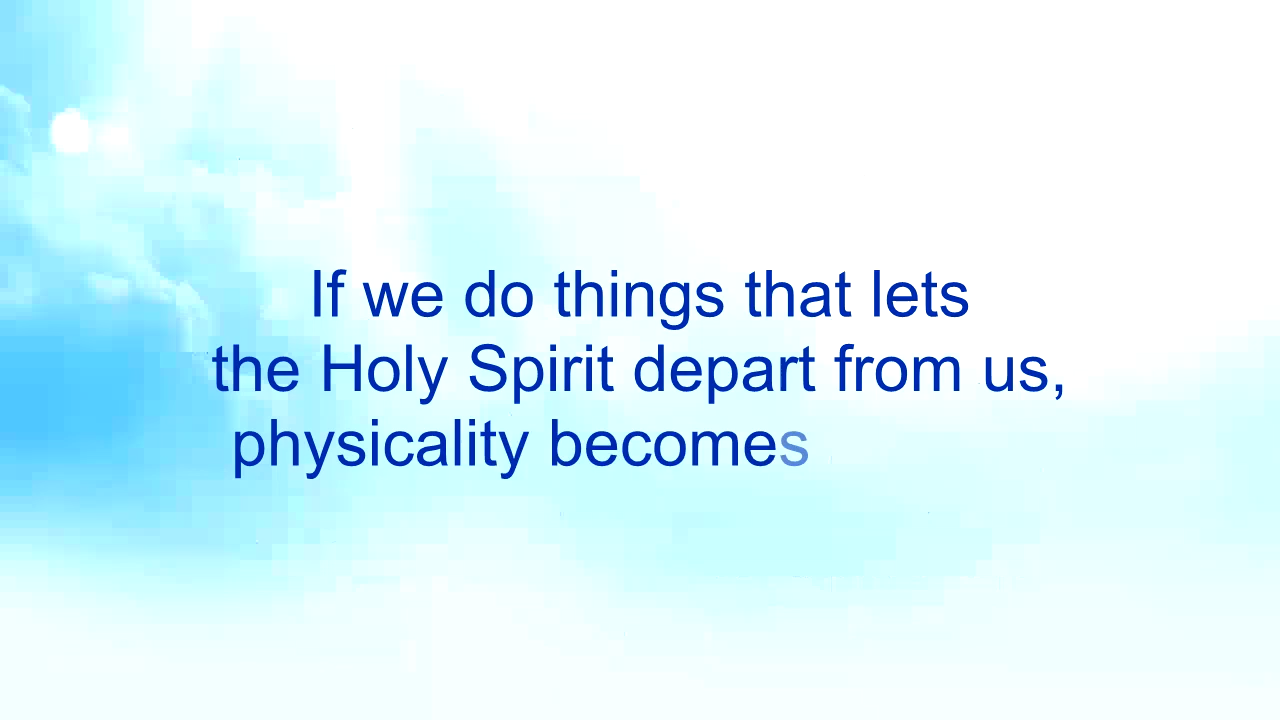 If we do things that lets
the Holy Spirit depart from us,
physicality becomes